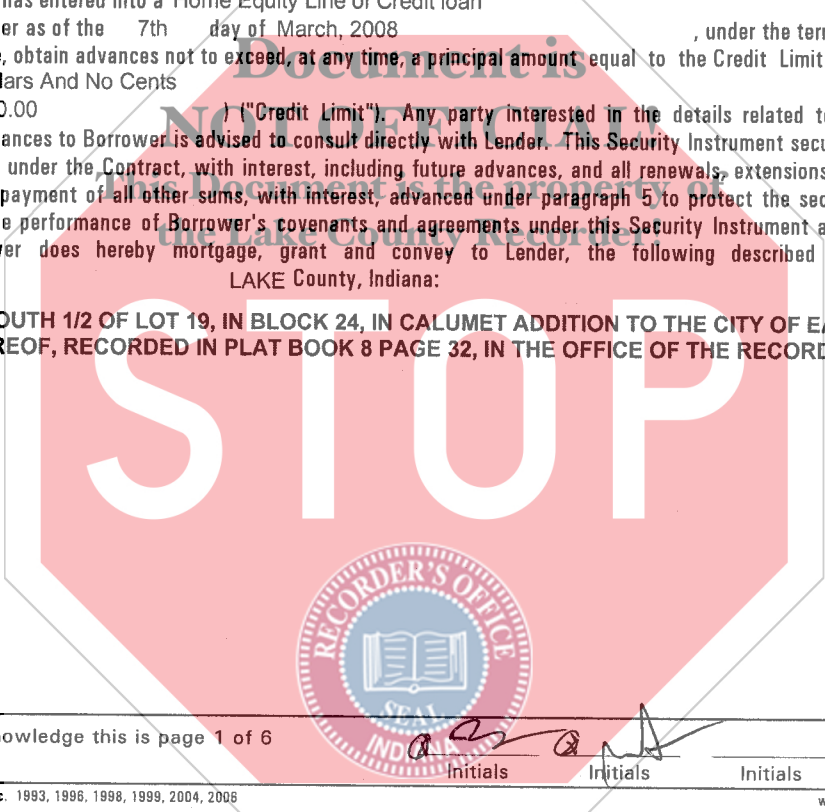 has entered into a Home Equity Line of Credit loan
er as of the 7th day of March, 2008 , under the terr
e, obtain advances not to exceed, at any time, a principal amount equal to the Credit Limit
lars And No Cents
0.00 ) ("Credit Limit"). Any party interested in the details related t
ances to Borrower is advised to consult directly with Lender. This Security Instrument secu
under the Contract, with interest, including future advances, and all renewals, extensions
payment of all other sums, with interest, advanced under paragraph 5 to protect the sec
e performance of Borrower's covenants and agreements under this Security Instrument a
er does hereby mortgage, grant and convey to Lender, the following described
LAKE County, Indiana:
Document is
NOT OFFICIAL!
This Document is the property of
the Lake County Recorder!
OUTH 1/2 OF LOT 19, IN BLOCK 24, IN CALUMET ADDITION TO THE CITY OF EA
REOF, RECORDED IN PLAT BOOK 8 PAGE 32, IN THE OFFICE OF THE RECORD
STOP
RECORDER'S OFFICE
SEAL
INDIANA
owledge this is page 1 of 6
Initials Initials Initials
c. 1993, 1996, 1998, 1999, 2004, 2006 w